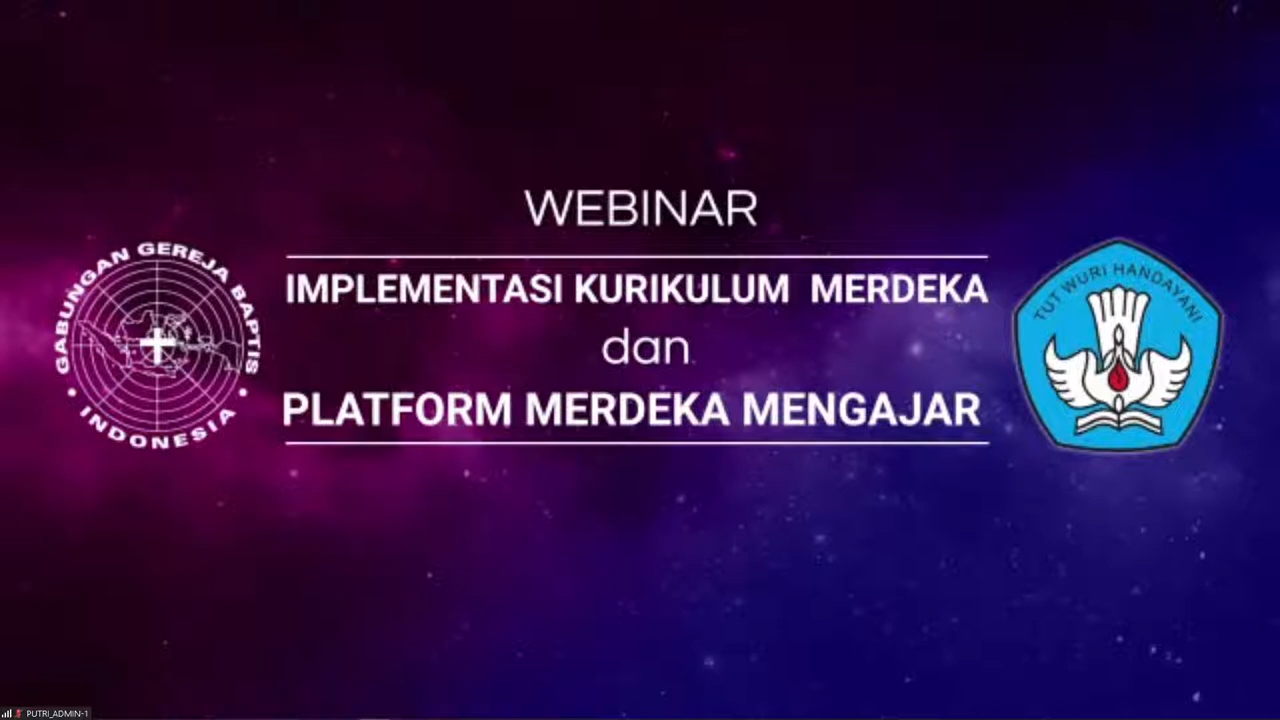 WEBINAR
IMPLEMENTASI KURIKULUM MERDEKA
dan
PLATFORM MERDEKA MENGAJAR
GABUNGAN GEREJA BAPTIS
• INDONESIA •
TUT WURI HANDAYANI
PUTRI_ADMIN-1